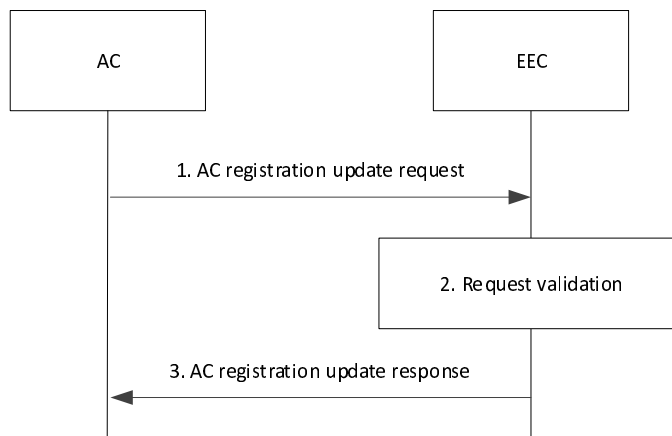 AC
EEC
1. AC registration update request
2. Request validation
3. AC registration update response